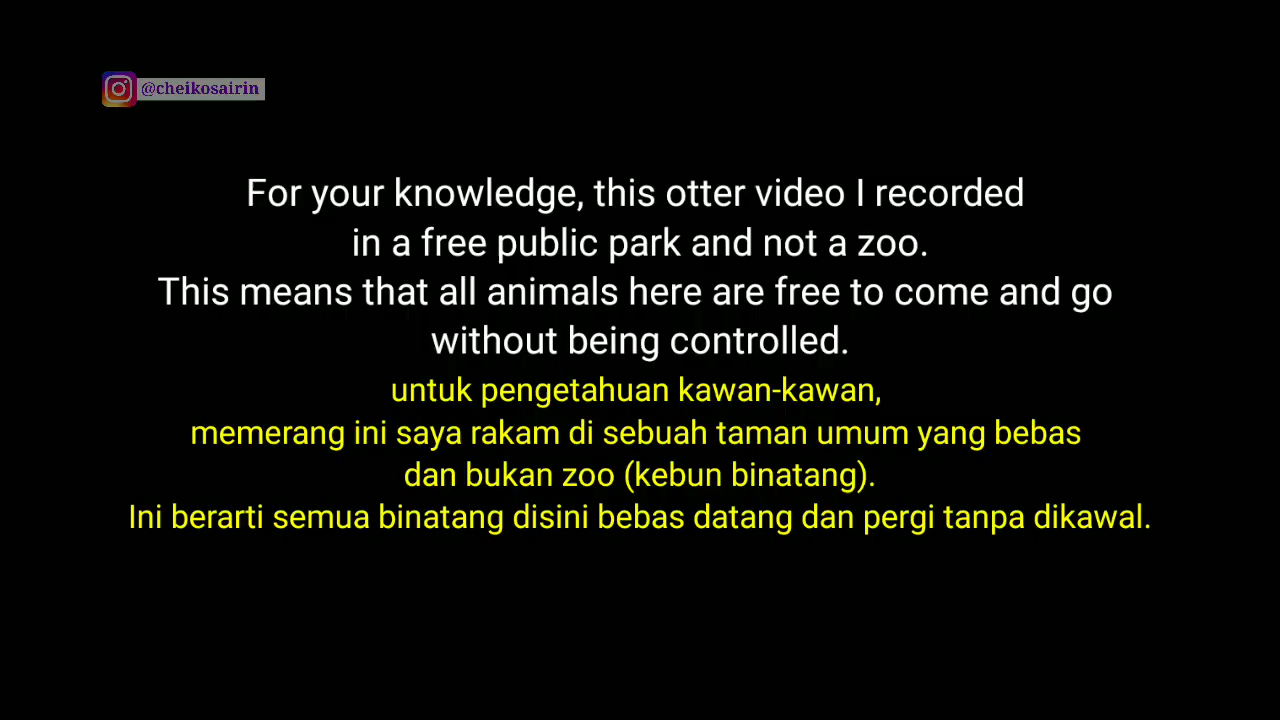 @cheikosairin
For your knowledge, this otter video I recorded
in a free public park and not a zoo.
This means that all animals here are free to come and go
without being controlled.
untuk pengetahuan kawan-kawan,
memerang ini saya rakam di sebuah taman umum yang bebas
dan bukan zoo (kebun binatang).
Ini berarti semua binatang disini bebas datang dan pergi tanpa dikawal.